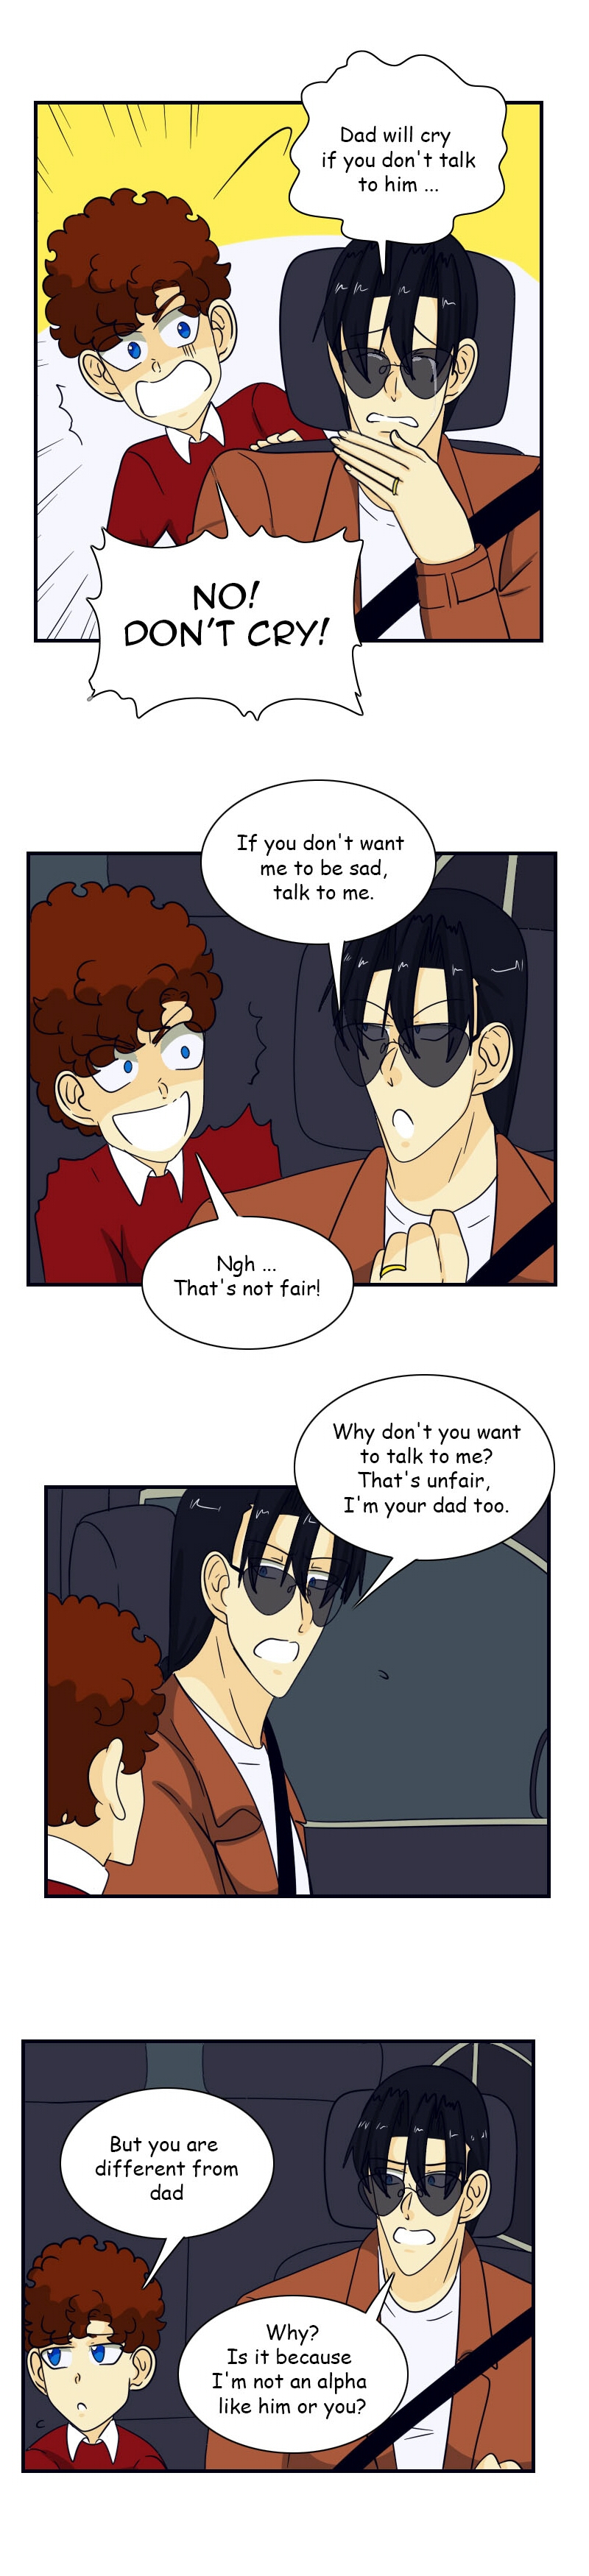 Dad will cry
if you don't talk
to him ...
NO!
DON'T CRY!
If you don't want
me to be sad,
talk to me.
Ngh ...
That's not fair!
Why don't you want
to talk to me?
That's unfair,
I'm your dad too.
But you are
different from
dad
Why?
Is it because
I'm not an alpha
like him or you?